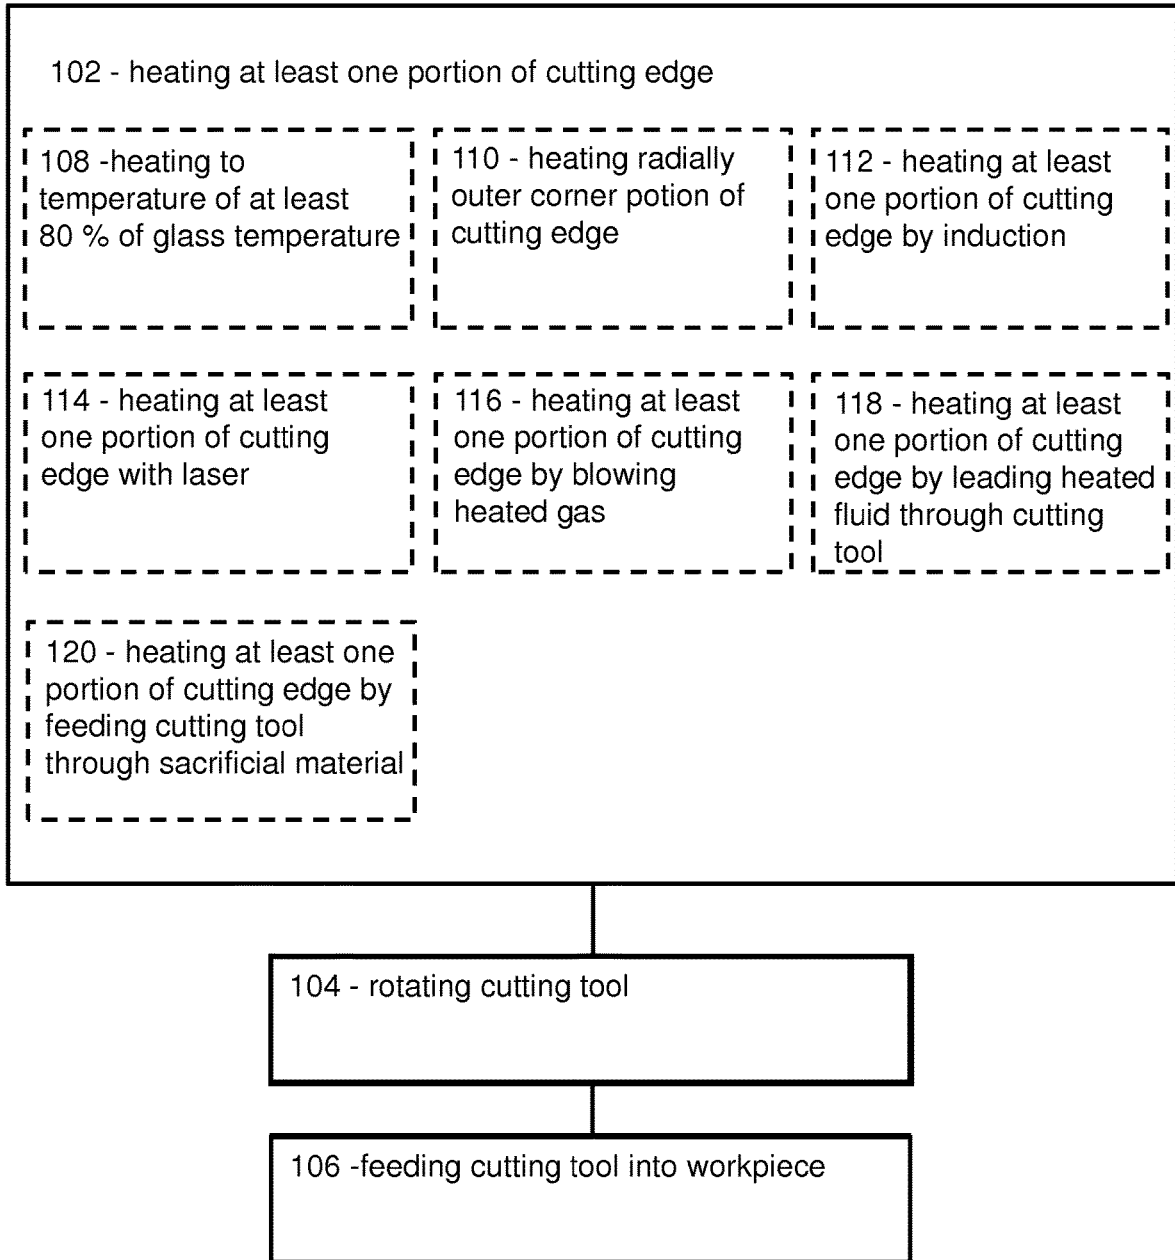 102 - heating at least one portion of cutting edge
108 -heating to
temperature of at least
80 % of glass temperature
110 - heating radially
outer corner potion of
cutting edge
112 - heating at least
one portion of cutting
edge by induction
114 - heating at least
one portion of cutting
edge with laser
116 - heating at least
one portion of cutting
edge by blowing
heated gas
118 - heating at least
one portion of cutting
edge by leading heated
fluid through cutting
tool
120 - heating at least one
portion of cutting edge by
feeding cutting tool
through sacrificial material
104 - rotating cutting tool
106 -feeding cutting tool into workpiece